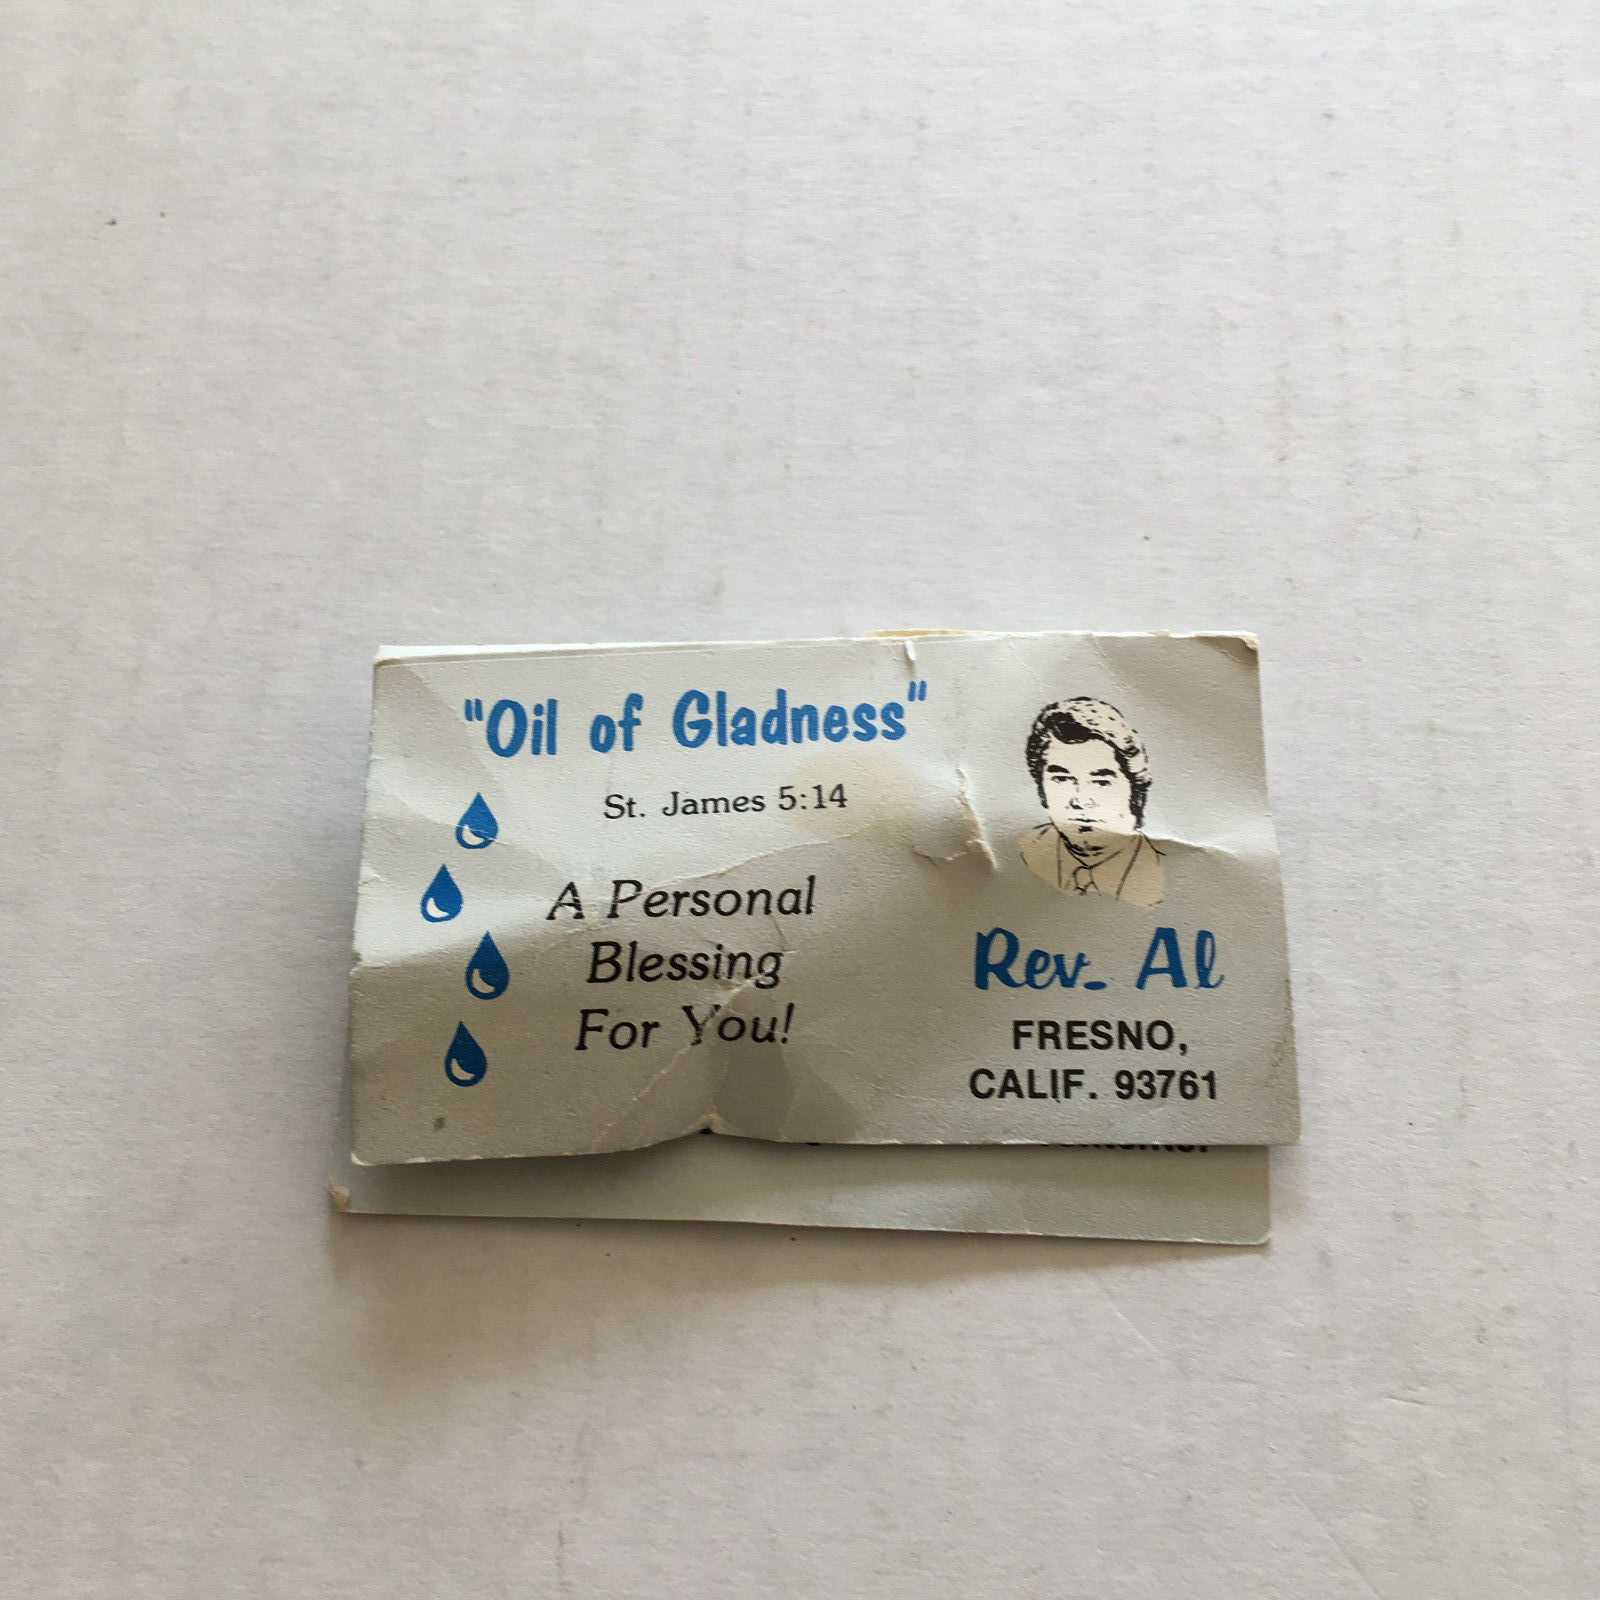 "Oil of Gladness"
St. James 5:14
A Personal
Blessing
For You!
Rev. Al
FRESNO,
CALIF. 93761